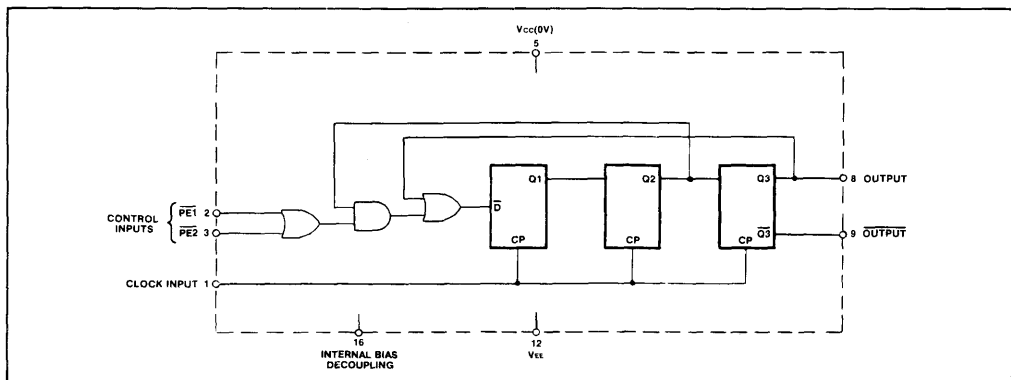 VCC(0V)
5
Q1
Q2
Q3
8 OUTPUT
CONTROL
INPUTS
PE1 2
PE2 3
D
CP
CP
CP
Q3
9 OUTPUT
CLOCK INPUT 1
16
INTERNAL BIAS
DECOUPLING
12
VEE